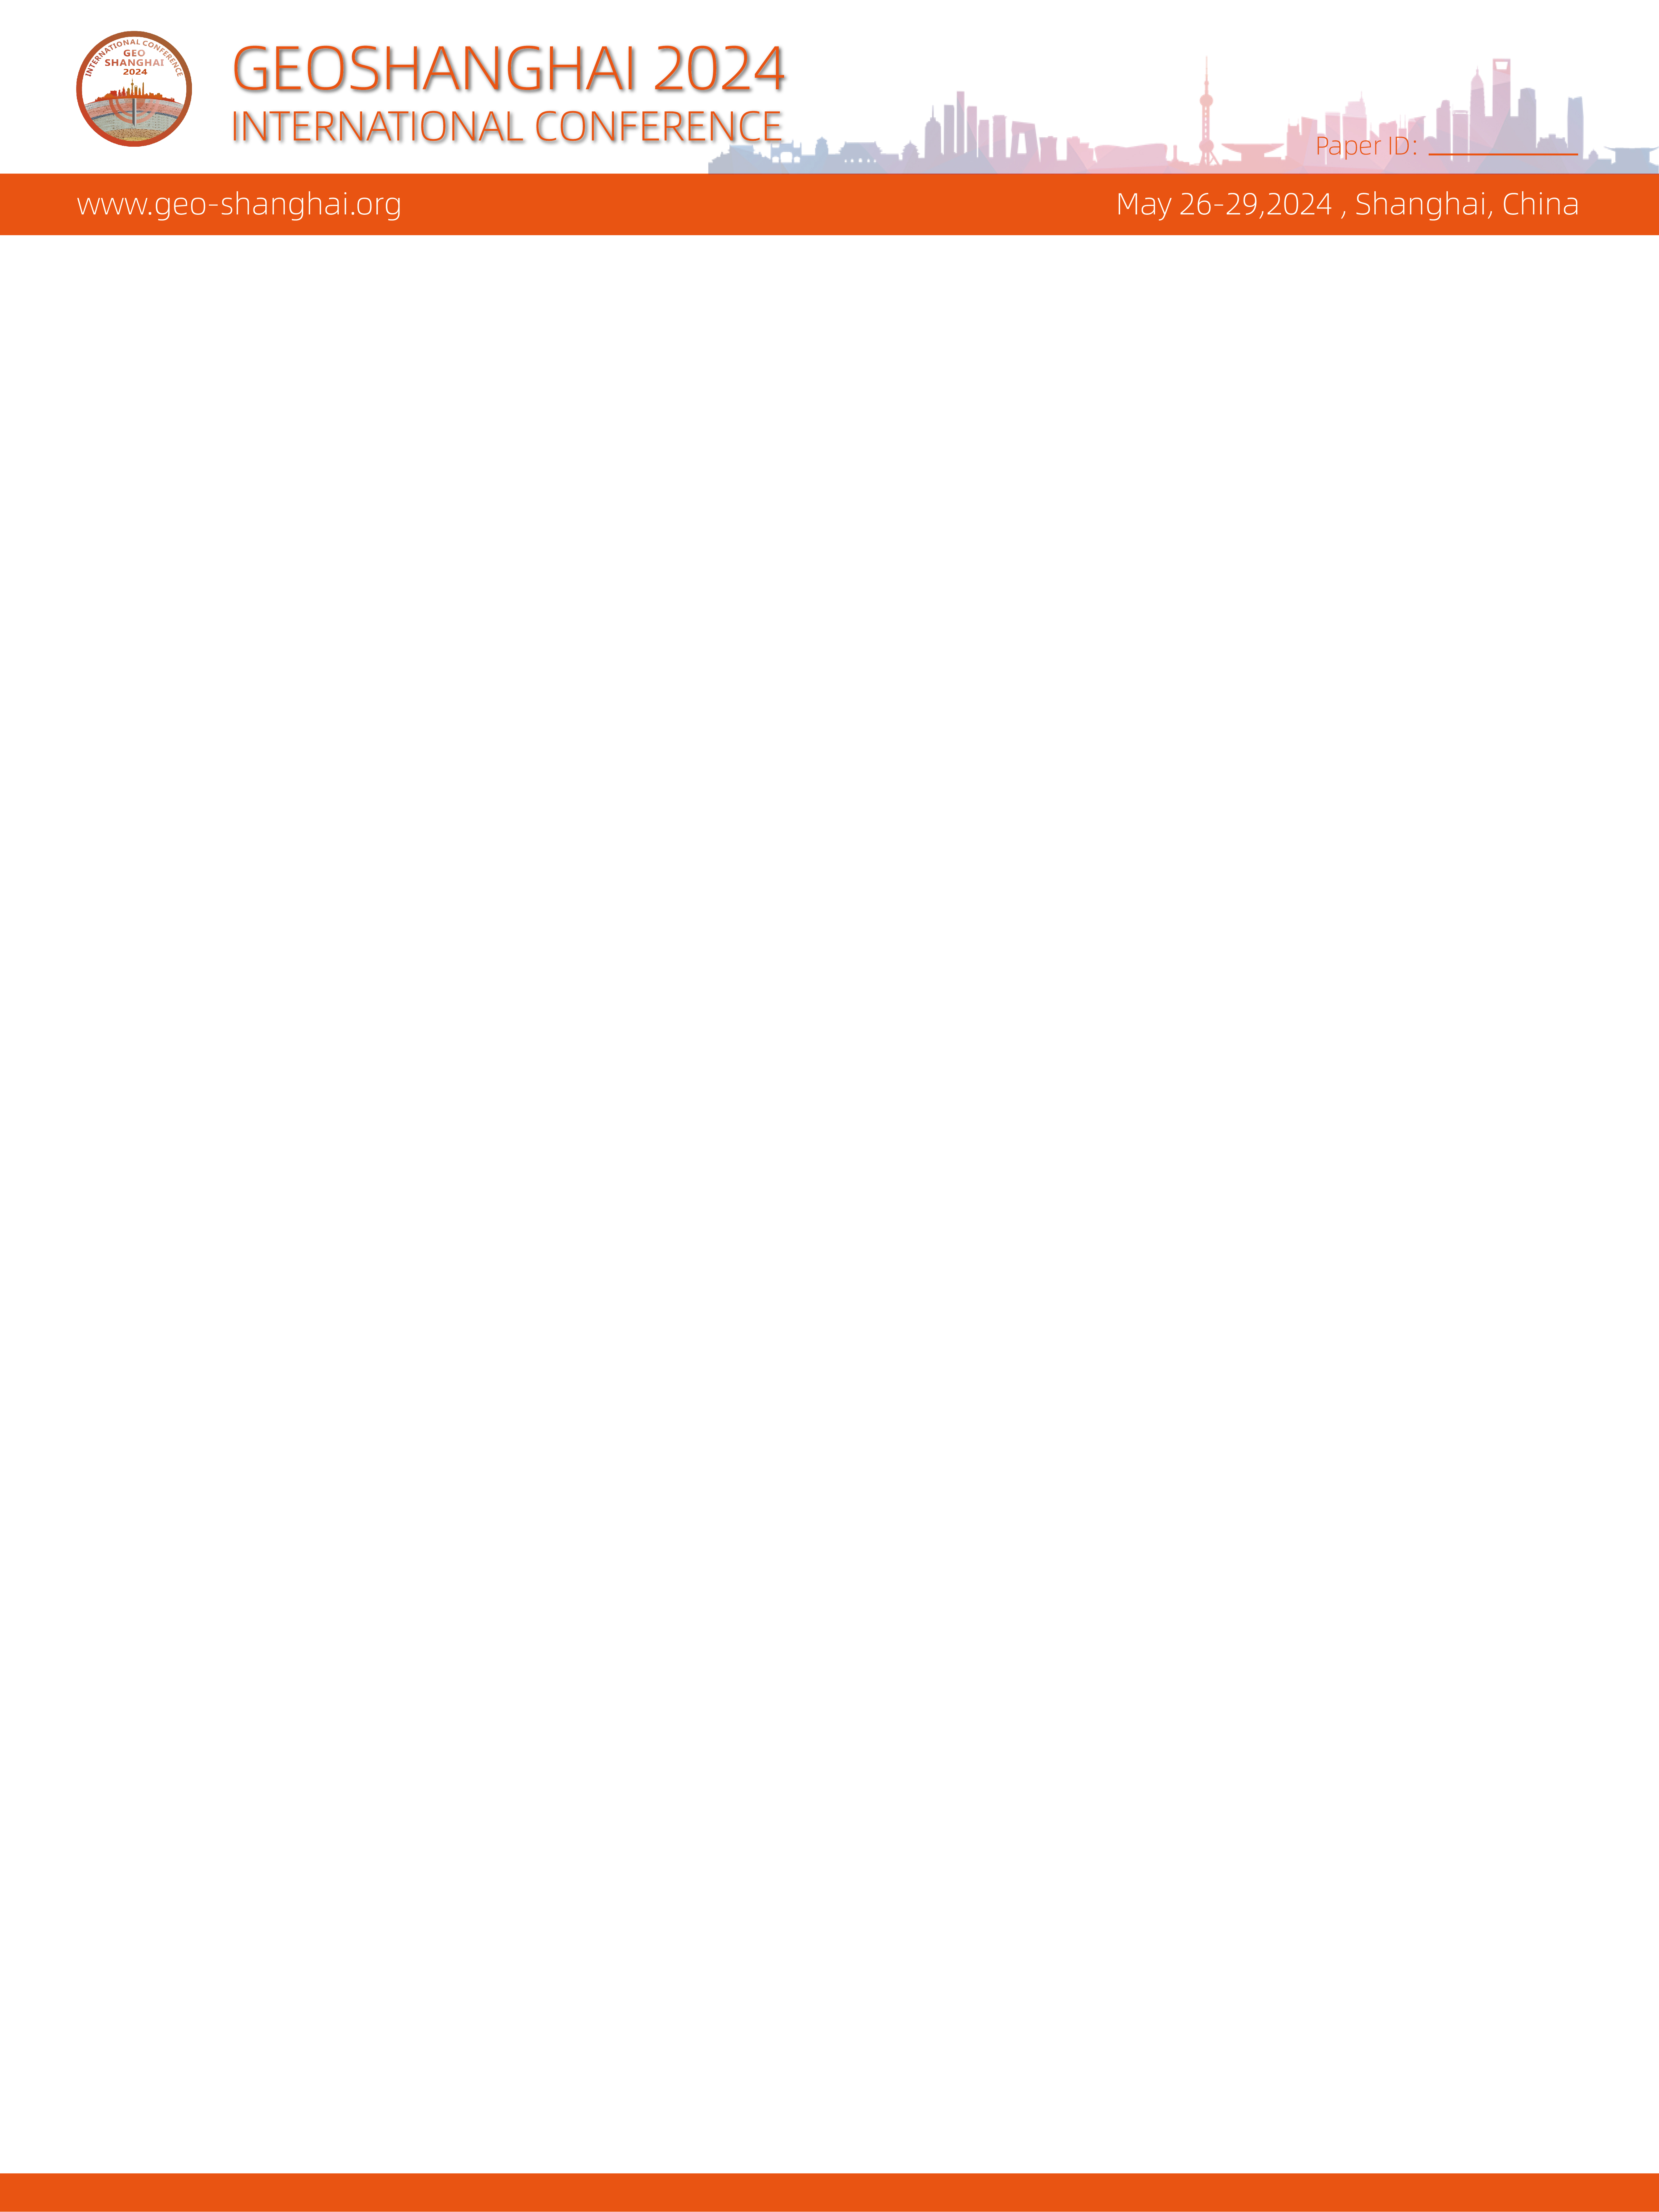 INTERNATIONAL CONFERENCE
GEO
SHANGHAI
2024
GEOSHANGHAI 2024
INTERNATIONAL CONFERENCE
Paper ID:
www.geo-shanghai.org
May 26-29,2024 , Shanghai, China